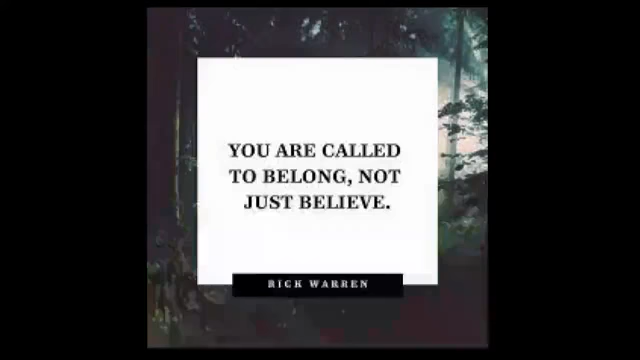 YOU ARE CALLED
TO BELONG, NOT
JUST BELIEVE.
RICK WARREN